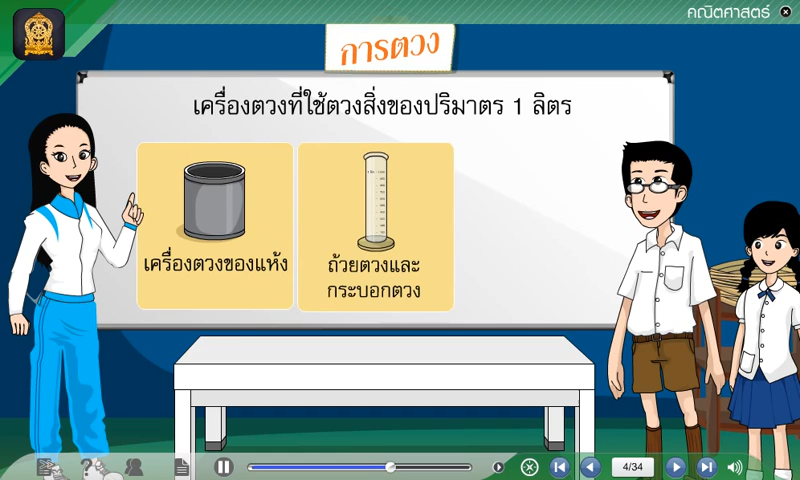 คณิตศาสตร์
การตวง
เครื่องตวงที่ใช้ตวงสิ่งของปริมาตร 1 ลิตร
เครื่องตวงของแห้ง
ถ้วยตวงและ
กระบอกตวง
4/34